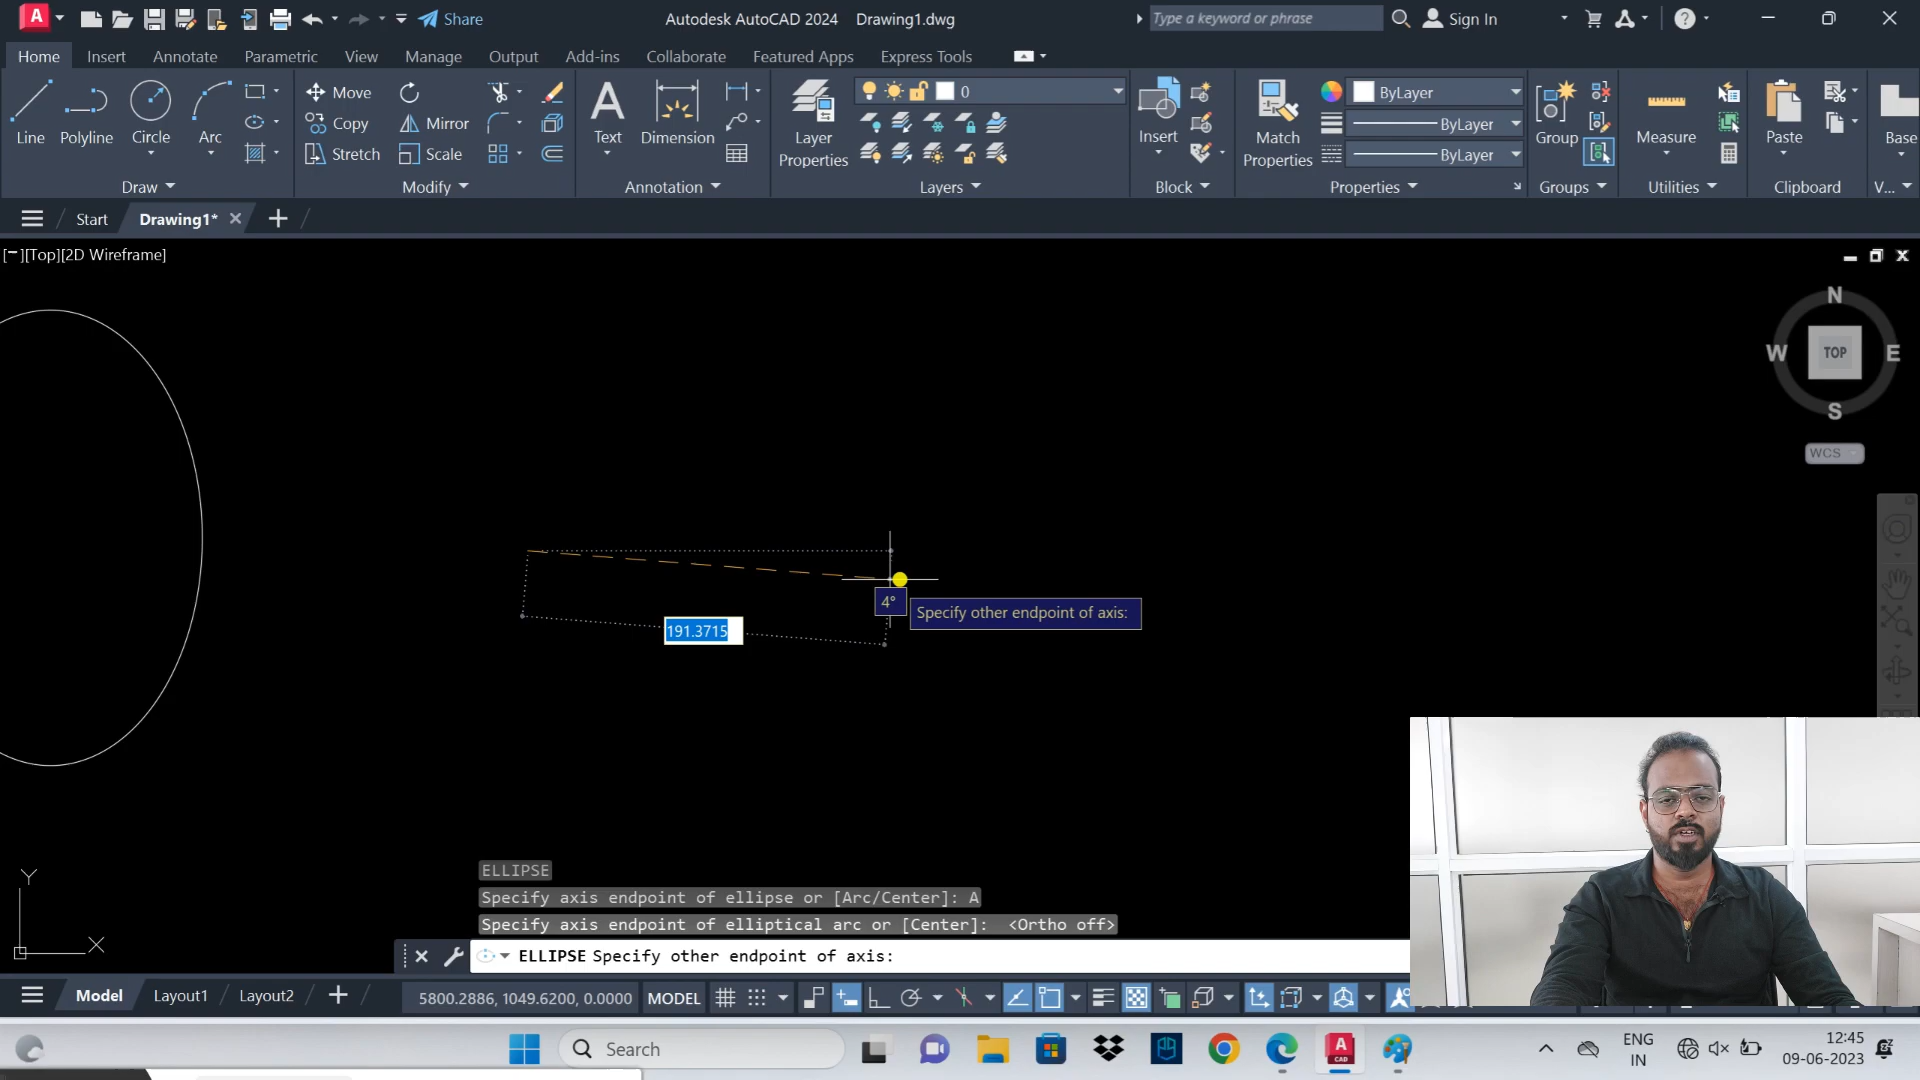 A Share Autodesk AutoCAD 2024 Drawing1.dwg Type a keyword or phrase Sign In ?
Home Insert Annotate Parametric View Manage Output Add-ins Collaborate Featured Apps Express Tools
Move Copy Stretch Mirror Scale
Line Polyline Circle Arc
A Text Dimension
Layer Properties
0
Insert
Match Properties
ByLayer
ByLayer
ByLayer
Group Measure Paste Base
Draw Modify Annotation Layers Block Properties Groups Utilities Clipboard V...
Start Drawing1* +
[−][Top][2D Wireframe]
N
W TOP E
S
WCS
4° Specify other endpoint of axis:
191.3715
ELLIPSE
Specify axis endpoint of ellipse or [Arc/Center]: A
Specify axis endpoint of elliptical arc or [Center]: <Ortho off>
Y
X
ELLIPSE Specify other endpoint of axis:
Model Layout1 Layout2 + 5800.2886, 1049.6200, 0.0000 MODEL
Search A CAD ENG IN 12:45 09-06-2023